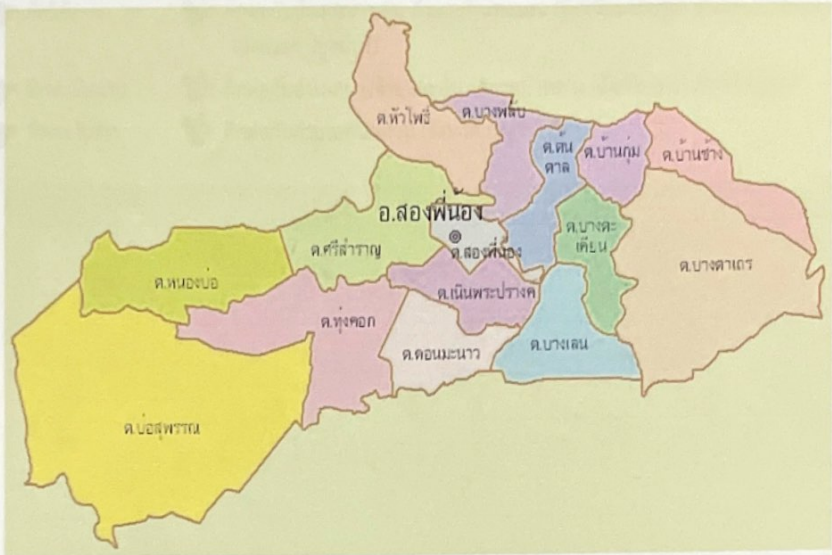 ต.หัวโพธิ์
ต.บางพลับ
ต.ต้น
ตาล
ต.บ้านกุ่ม
ต.บ้านช้าง
อ.สองพี่น้อง
ต.สองพี่น้อง
ต.ศรีสำราญ
ต.บางตะ
เคียน
ต.บางตาเถร
ต.หนองบ่อ
ต.เนินพระปรางค์
ต.ทุ่งคอก
ต.ดอนมะนาว
ต.บางเลน
ต.บ่อสุพรรณ